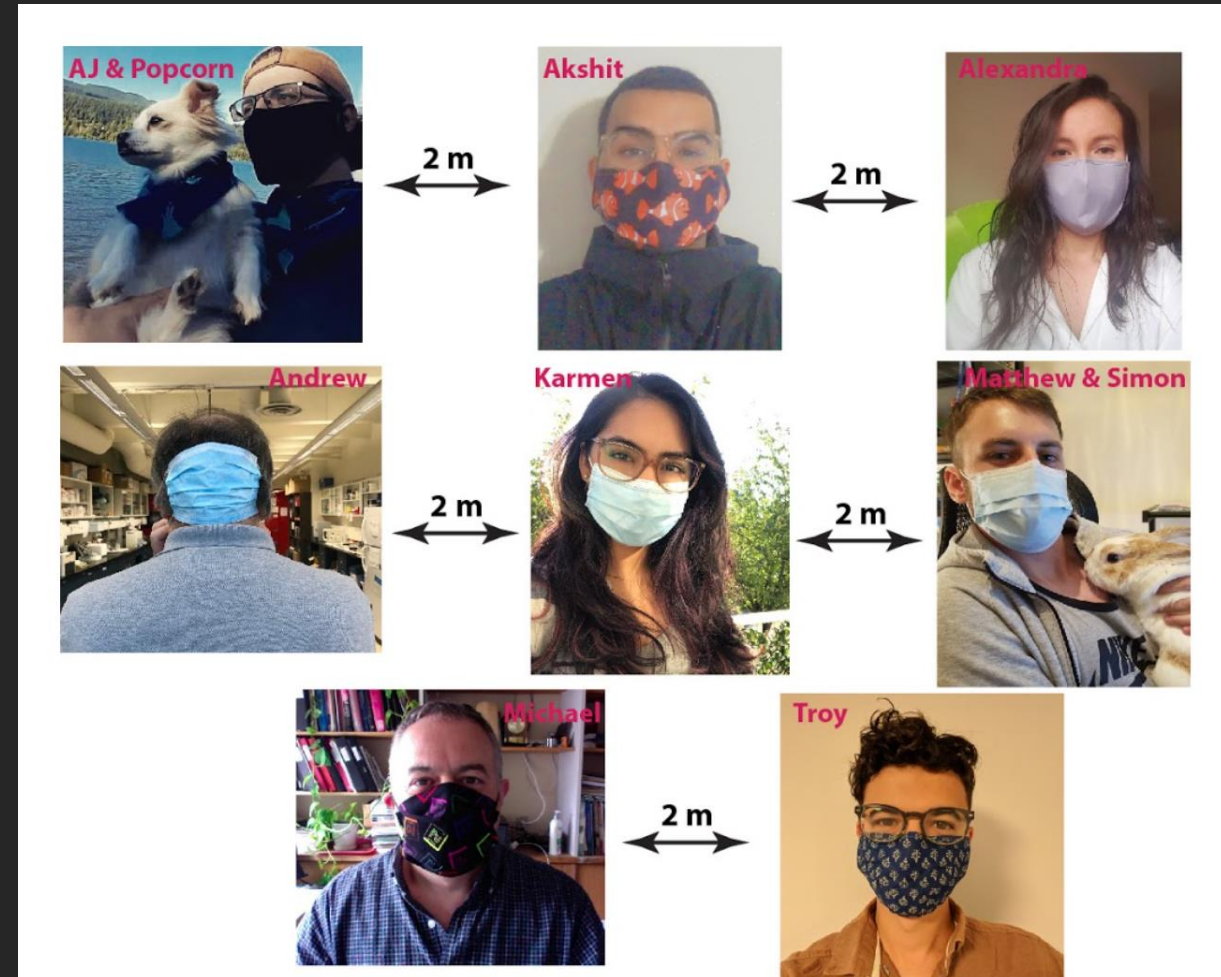 AJ & Popcorn
2 m
Akshit
2 m
Alexandra
Andrew
2 m
Karmen
2 m
Matthew & Simon
Michael
2 m
Troy